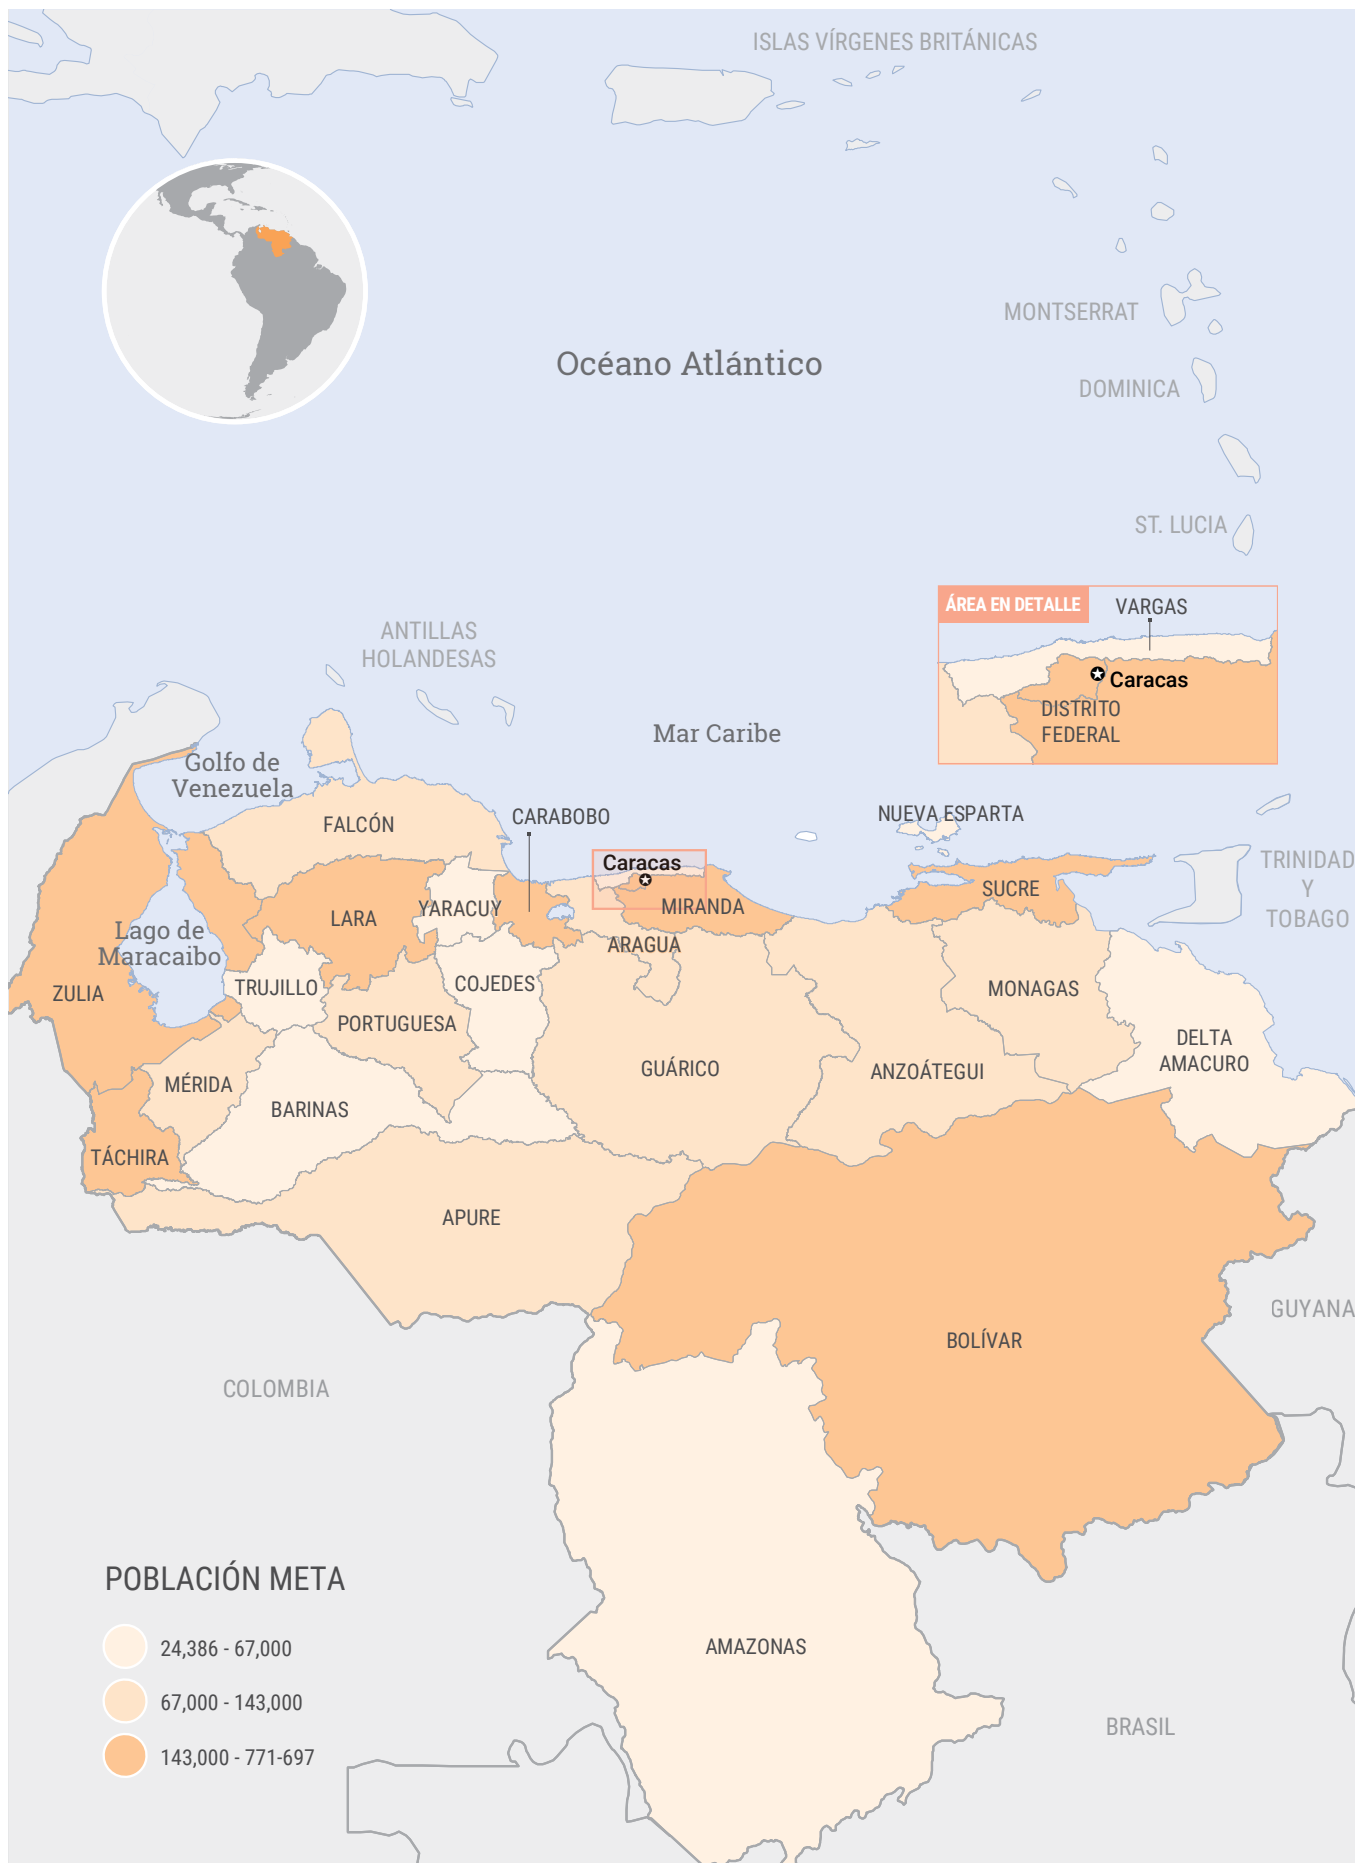 ISLAS VÍRGENES BRITÁNICAS
MONTSERRAT
Océano Atlántico
DOMINICA
ST. LUCIA
ÁREA EN DETALLE
VARGAS
Caracas
DISTRITO
FEDERAL
ANTILLAS
HOLANDESAS
Mar Caribe
Golfo de
Venezuela
NUEVA ESPARTA
CARABOBO
FALCÓN
Caracas
TRINIDAD
Y
TOBAGO
SUCRE
LARA
YARACUY
MIRANDA
Lago de
Maracaibo
ARAGUA
ZULIA
TRUJILLO
COJEDES
MONAGAS
PORTUGUESA
DELTA
AMACURO
GUÁRICO
ANZOÁTEGUI
MÉRIDA
BARINAS
TÁCHIRA
APURE
GUYANA
BOLÍVAR
COLOMBIA
POBLACIÓN META
24,386 - 67,000
67,000 - 143,000
143,000 - 771-697
AMAZONAS
BRASIL